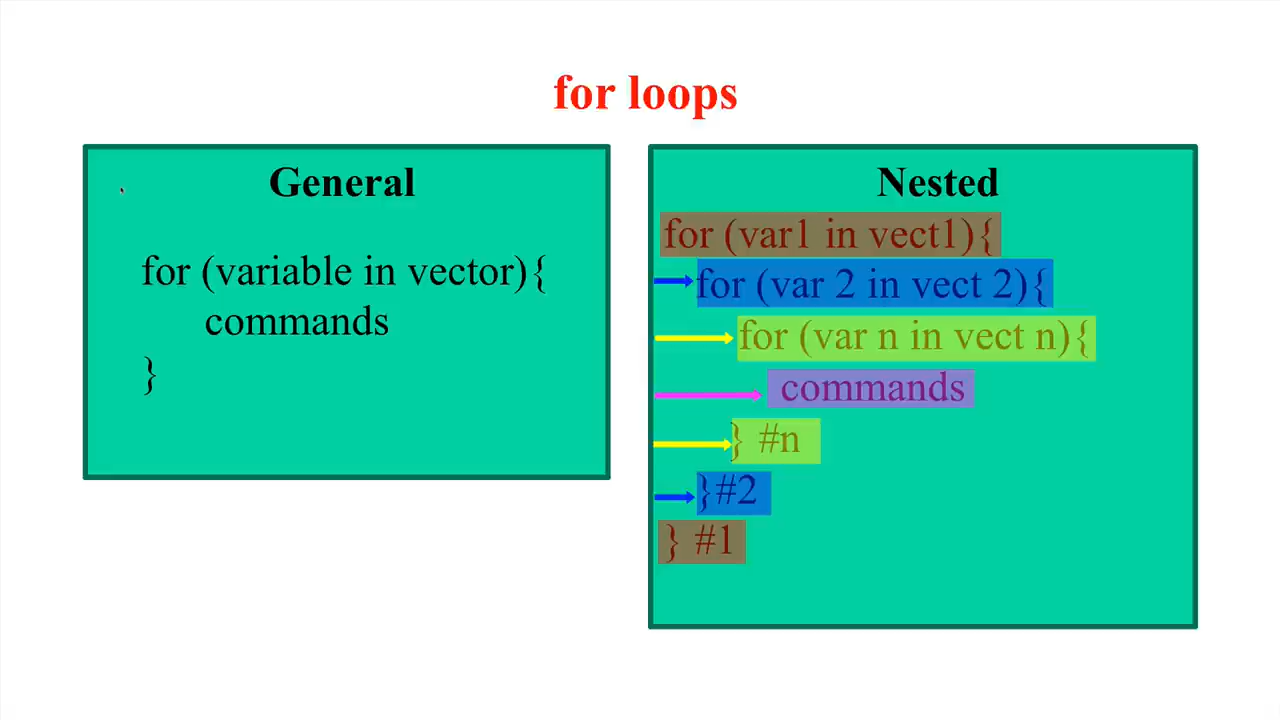 for loops
General
for (variable in vector){
commands
}
Nested
for (var1 in vect1){
for (var 2 in vect 2){
for (var n in vect n){
commands
} #n
}#2
} #1